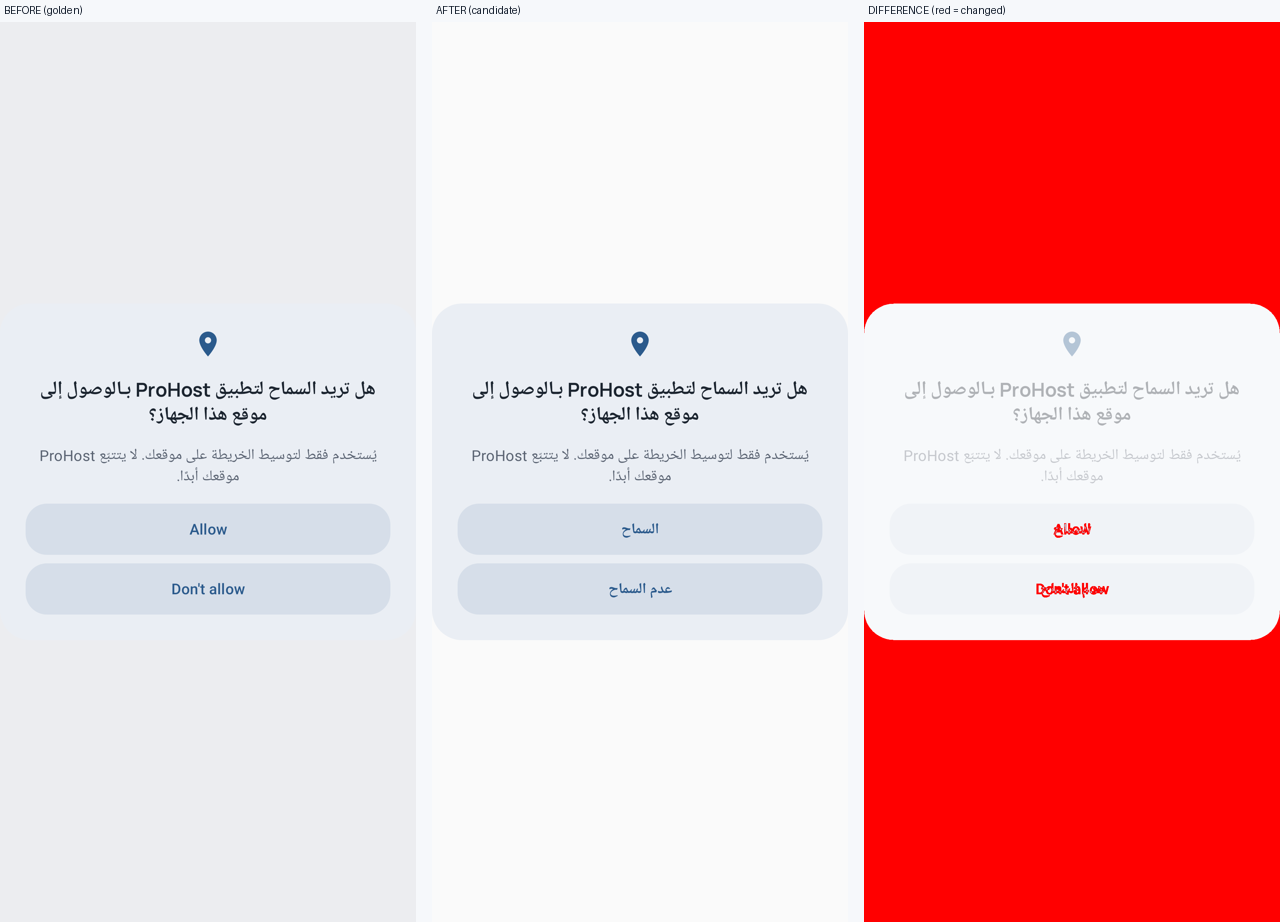 BEFORE (golden)
هل تريد السماح لتطبيق ProHost بالوصول إلى
موقع هذا الجهاز؟
يُستخدم فقط لتوسيط الخريطة على موقعك. لا يتتبّع ProHost
موقعك أبدًا.
Allow
Don't allow
AFTER (candidate)
هل تريد السماح لتطبيق ProHost بالوصول إلى
موقع هذا الجهاز؟
يُستخدم فقط لتوسيط الخريطة على موقعك. لا يتتبّع ProHost
موقعك أبدًا.
السماح
عدم السماح
DIFFERENCE (red = changed)
هل تريد السماح لتطبيق ProHost بالوصول إلى
موقع هذا الجهاز؟
يُستخدم فقط لتوسيط الخريطة على موقعك. لا يتتبّع ProHost
موقعك أبدًا.